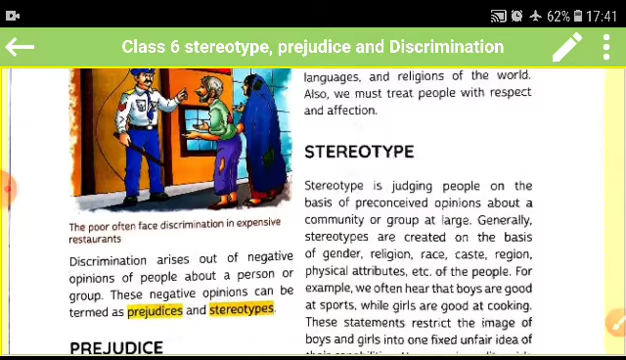 62% 17:41
Class 6 stereotype, prejudice and Discrimination
The poor often face discrimination in expensive
restaurants
Discrimination arises out of negative
opinions of people about a person or
group. These negative opinions can be
termed as prejudices and stereotypes.
PREJUDICE
languages, and religions of the world.
Also, we must treat people with respect
and affection.
STEREOTYPE
Stereotype is judging people on the
basis of preconceived opinions about a
community or group at large. Generally,
stereotypes are created on the basis
of gender, religion, race, caste, region,
physical attributes, etc. of the people. For
example, we often hear that boys are good
at sports, while girls are good at cooking.
These statements restrict the image of
boys and girls into one fixed unfair idea of